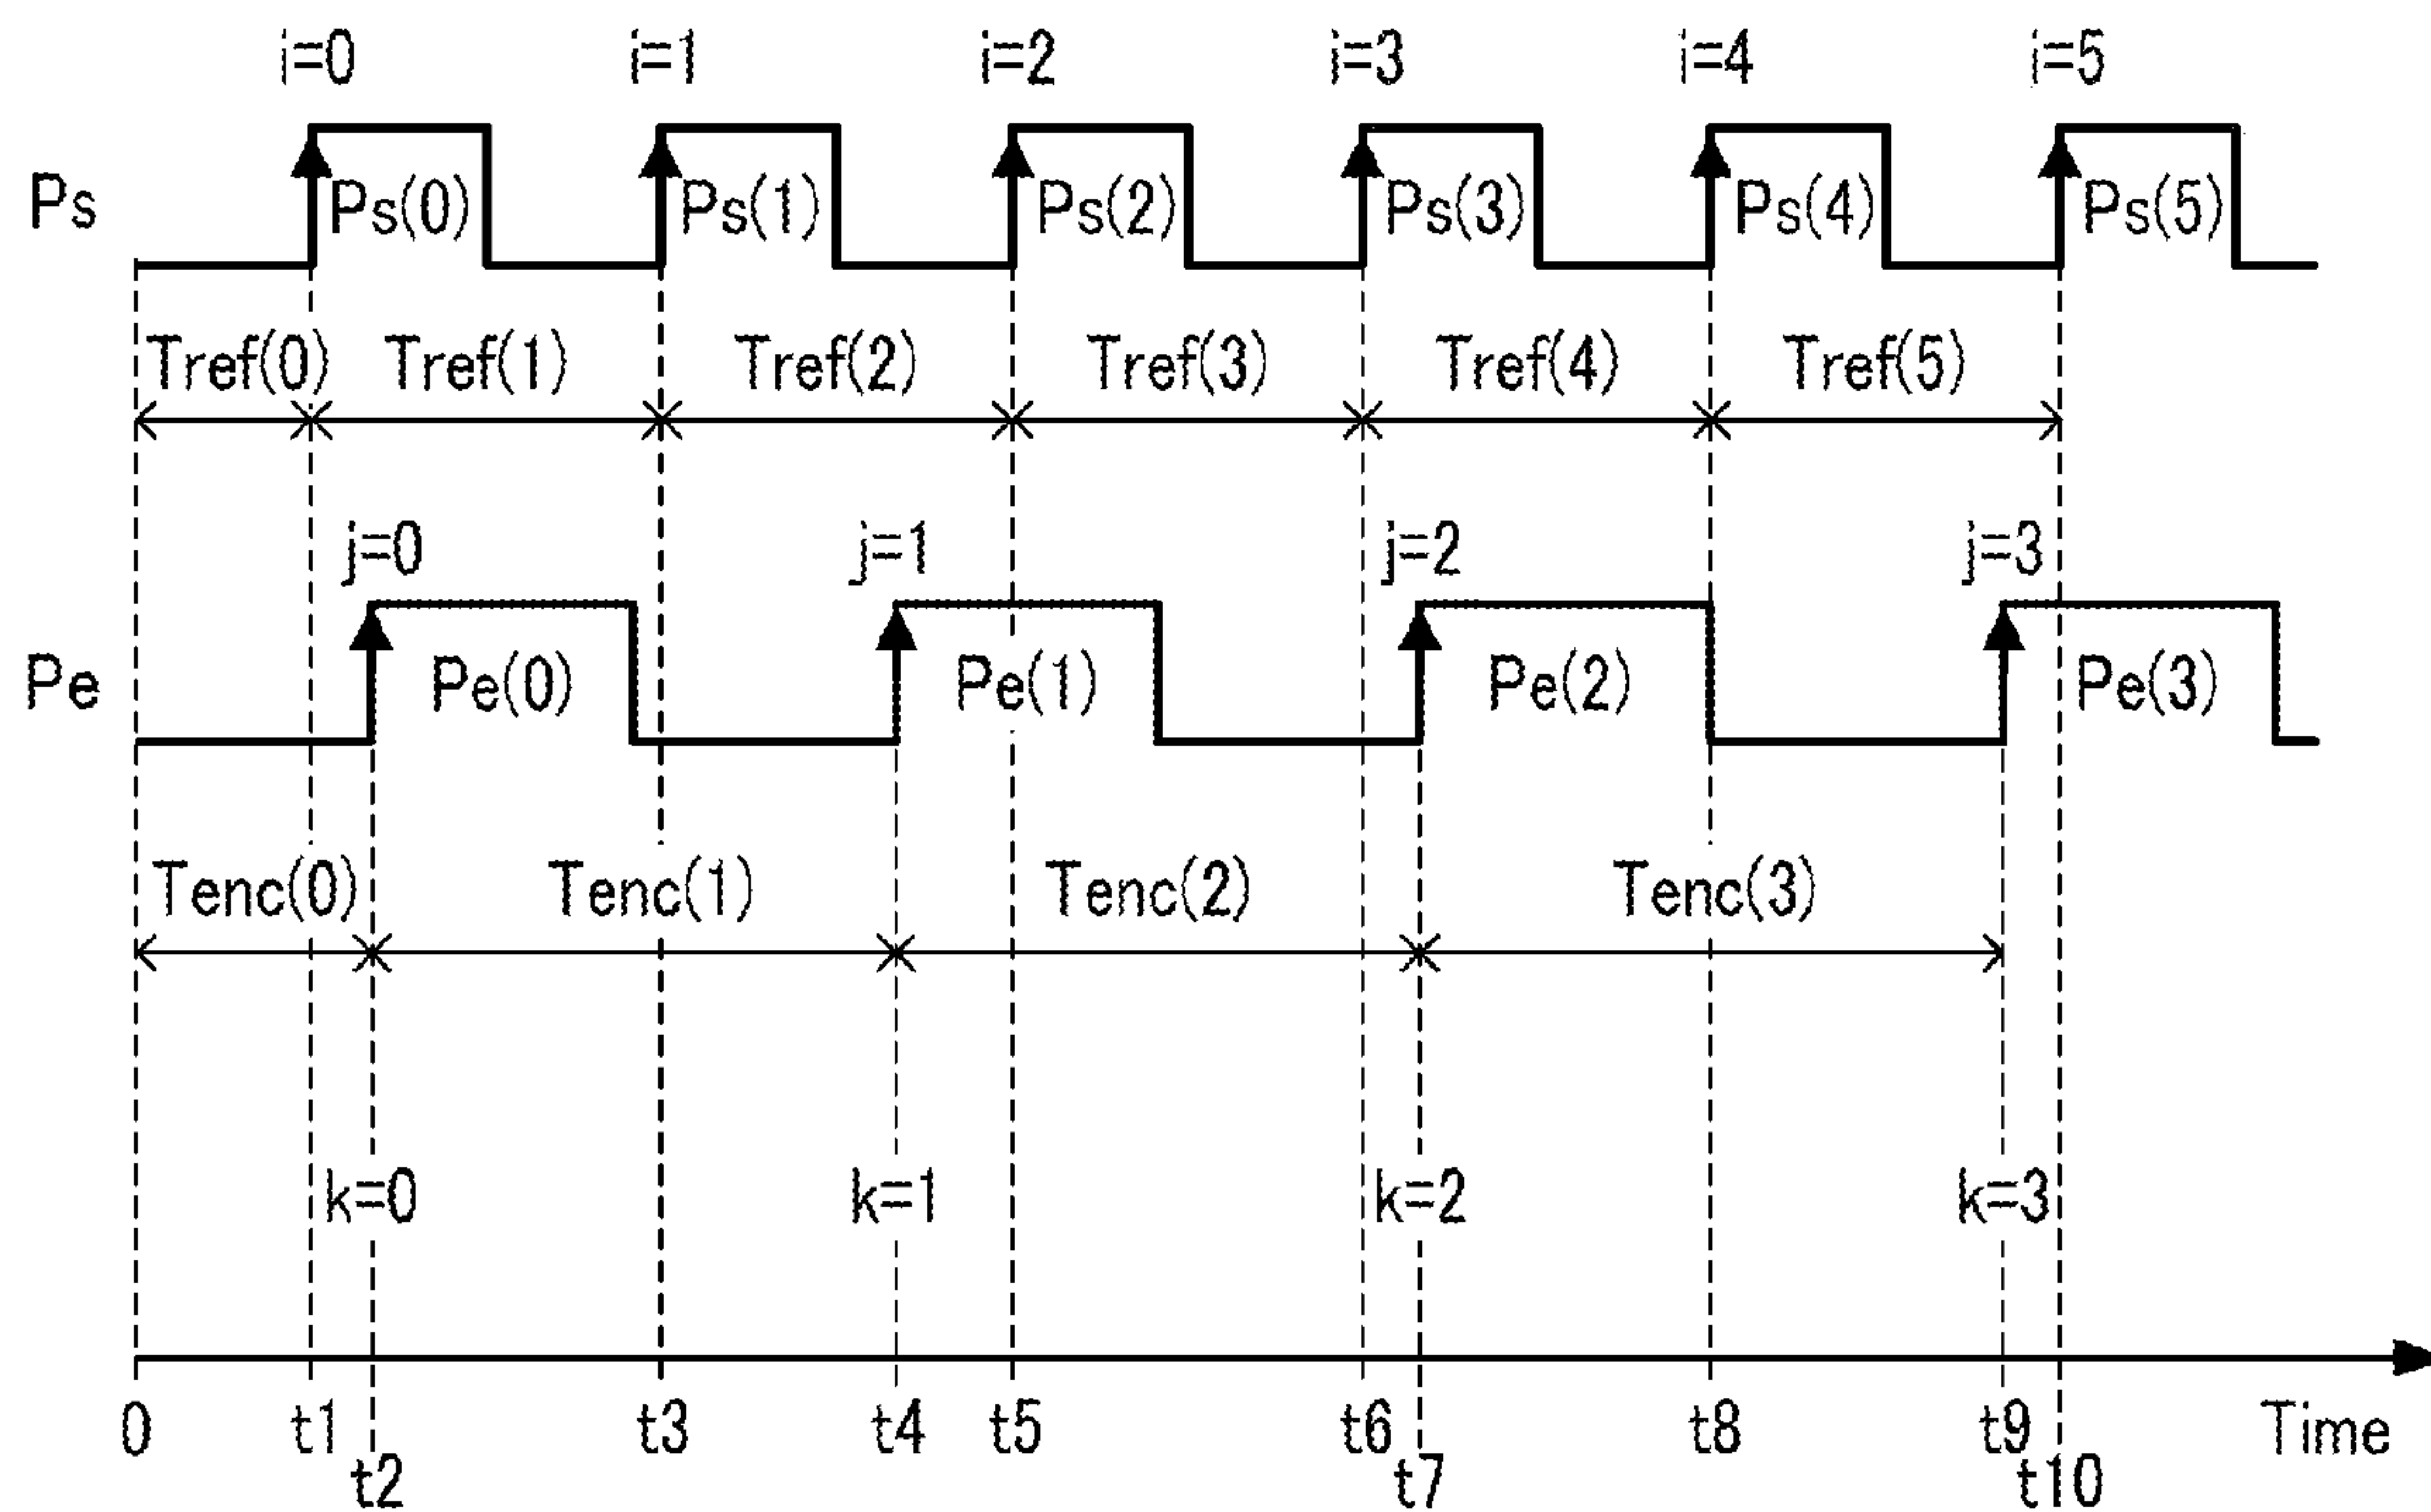 i=0 i=1 i=2 i=3 i=4 i=5
Ps Ps(0) Ps(1) Ps(2) Ps(3) Ps(4) Ps(5)
Tref(0) Tref(1) Tref(2) Tref(3) Tref(4) Tref(5)
j=0 j=1 j=2 j=3
Pe Pe(0) Pe(1) Pe(2) Pe(3)
Tenc(0) Tenc(1) Tenc(2) Tenc(3)
k=0 k=1 k=2 k=3
0 t1 t3 t4 t5 t6 t8 t9 Time
t2 t7 t10